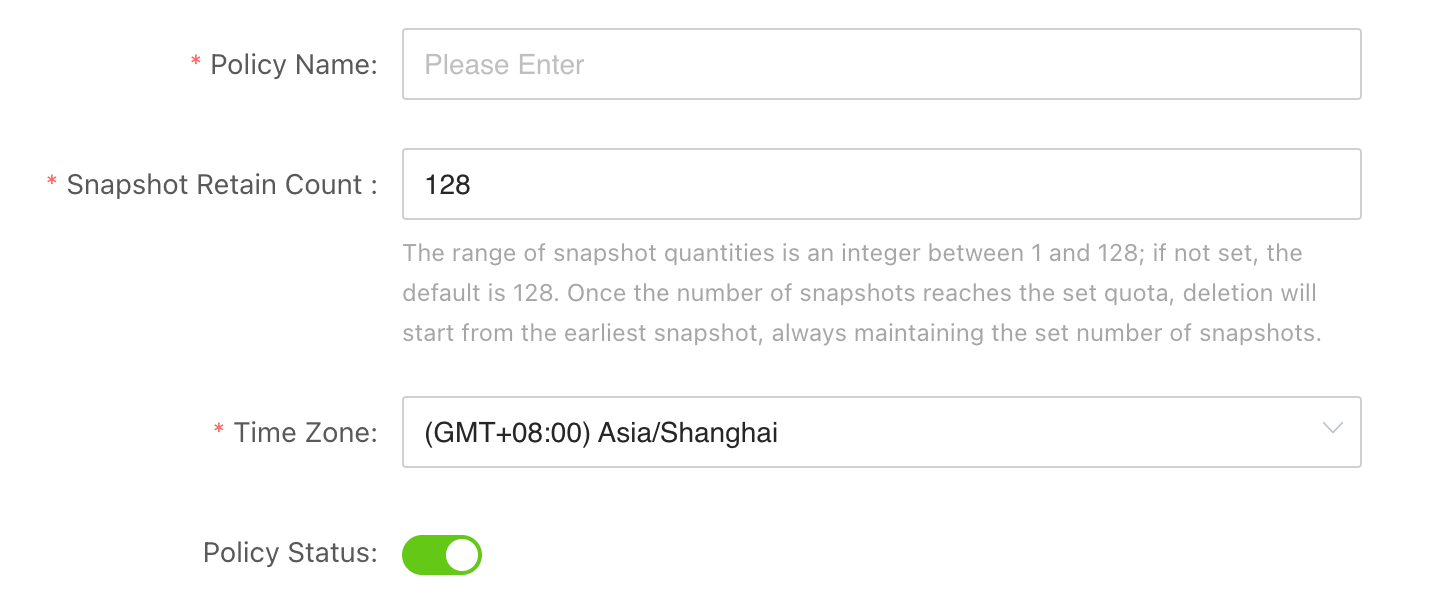 * Policy Name: Please Enter
* Snapshot Retain Count : 128
The range of snapshot quantities is an integer between 1 and 128; if not set, the
default is 128. Once the number of snapshots reaches the set quota, deletion will
start from the earliest snapshot, always maintaining the set number of snapshots.
* Time Zone: (GMT+08:00) Asia/Shanghai
Policy Status: